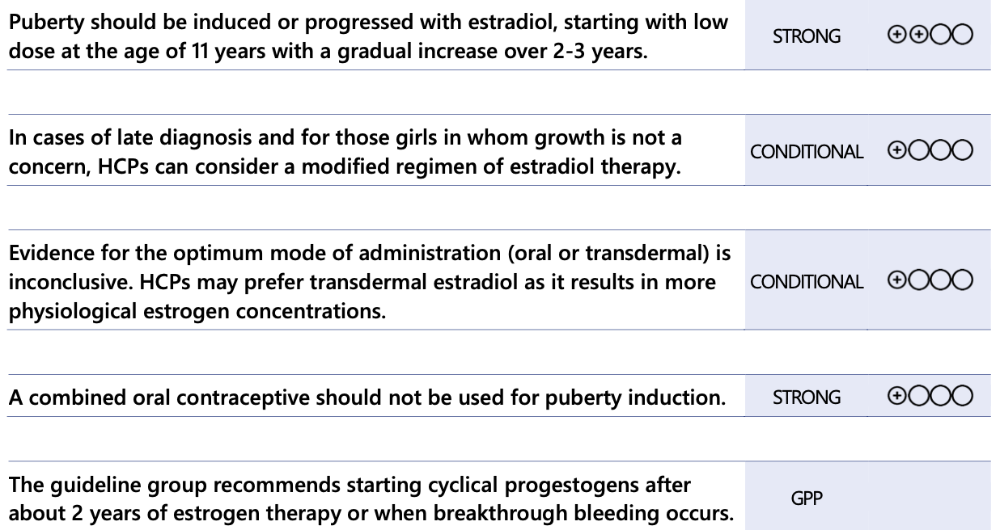 Puberty should be induced or progressed with estradiol, starting with low
dose at the age of 11 years with a gradual increase over 2-3 years.
STRONG ⊕⊕○○
In cases of late diagnosis and for those girls in whom growth is not a
concern, HCPs can consider a modified regimen of estradiol therapy.
CONDITIONAL ⊕○○○
Evidence for the optimum mode of administration (oral or transdermal) is
inconclusive. HCPs may prefer transdermal estradiol as it results in more
physiological estrogen concentrations.
CONDITIONAL ⊕○○○
A combined oral contraceptive should not be used for puberty induction.
STRONG ⊕○○○
The guideline group recommends starting cyclical progestogens after
about 2 years of estrogen therapy or when breakthrough bleeding occurs.
GPP